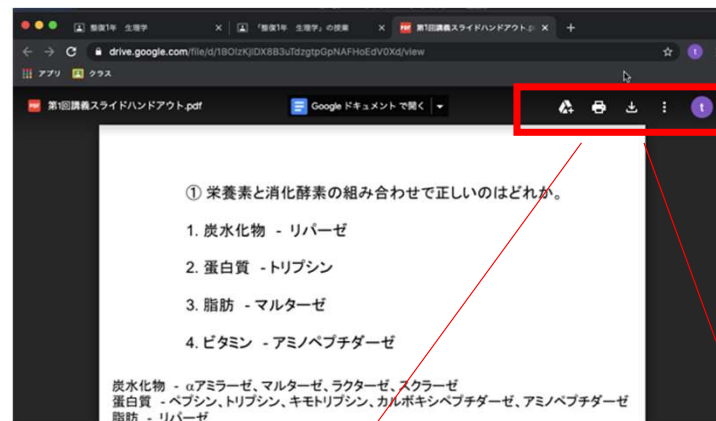 整復1年 生理学
「整復1年 生理学」の授業
第1回講義スライドハンドアウト.p
drive.google.com/file/d/18OIzKjIDX8B3uTdzgtpGpNAFHoEdV0Xd/view
アプリ クラス
第1回講義スライドハンドアウト.pdf
Google ドキュメント で開く
① 栄養素と消化酵素の組み合わせで正しいのはどれか。
1. 炭水化物 - リパーゼ
2. 蛋白質 - トリプシン
3. 脂肪 - マルターゼ
4. ビタミン - アミノペプチダーゼ
炭水化物 - αアミラーゼ、マルターゼ、ラクターゼ、スクラーゼ
蛋白質 - ペプシン、トリプシン、キモトリプシン、カルボキシペプチダーゼ、アミノペプチダーゼ
脂肪 - リパーゼ